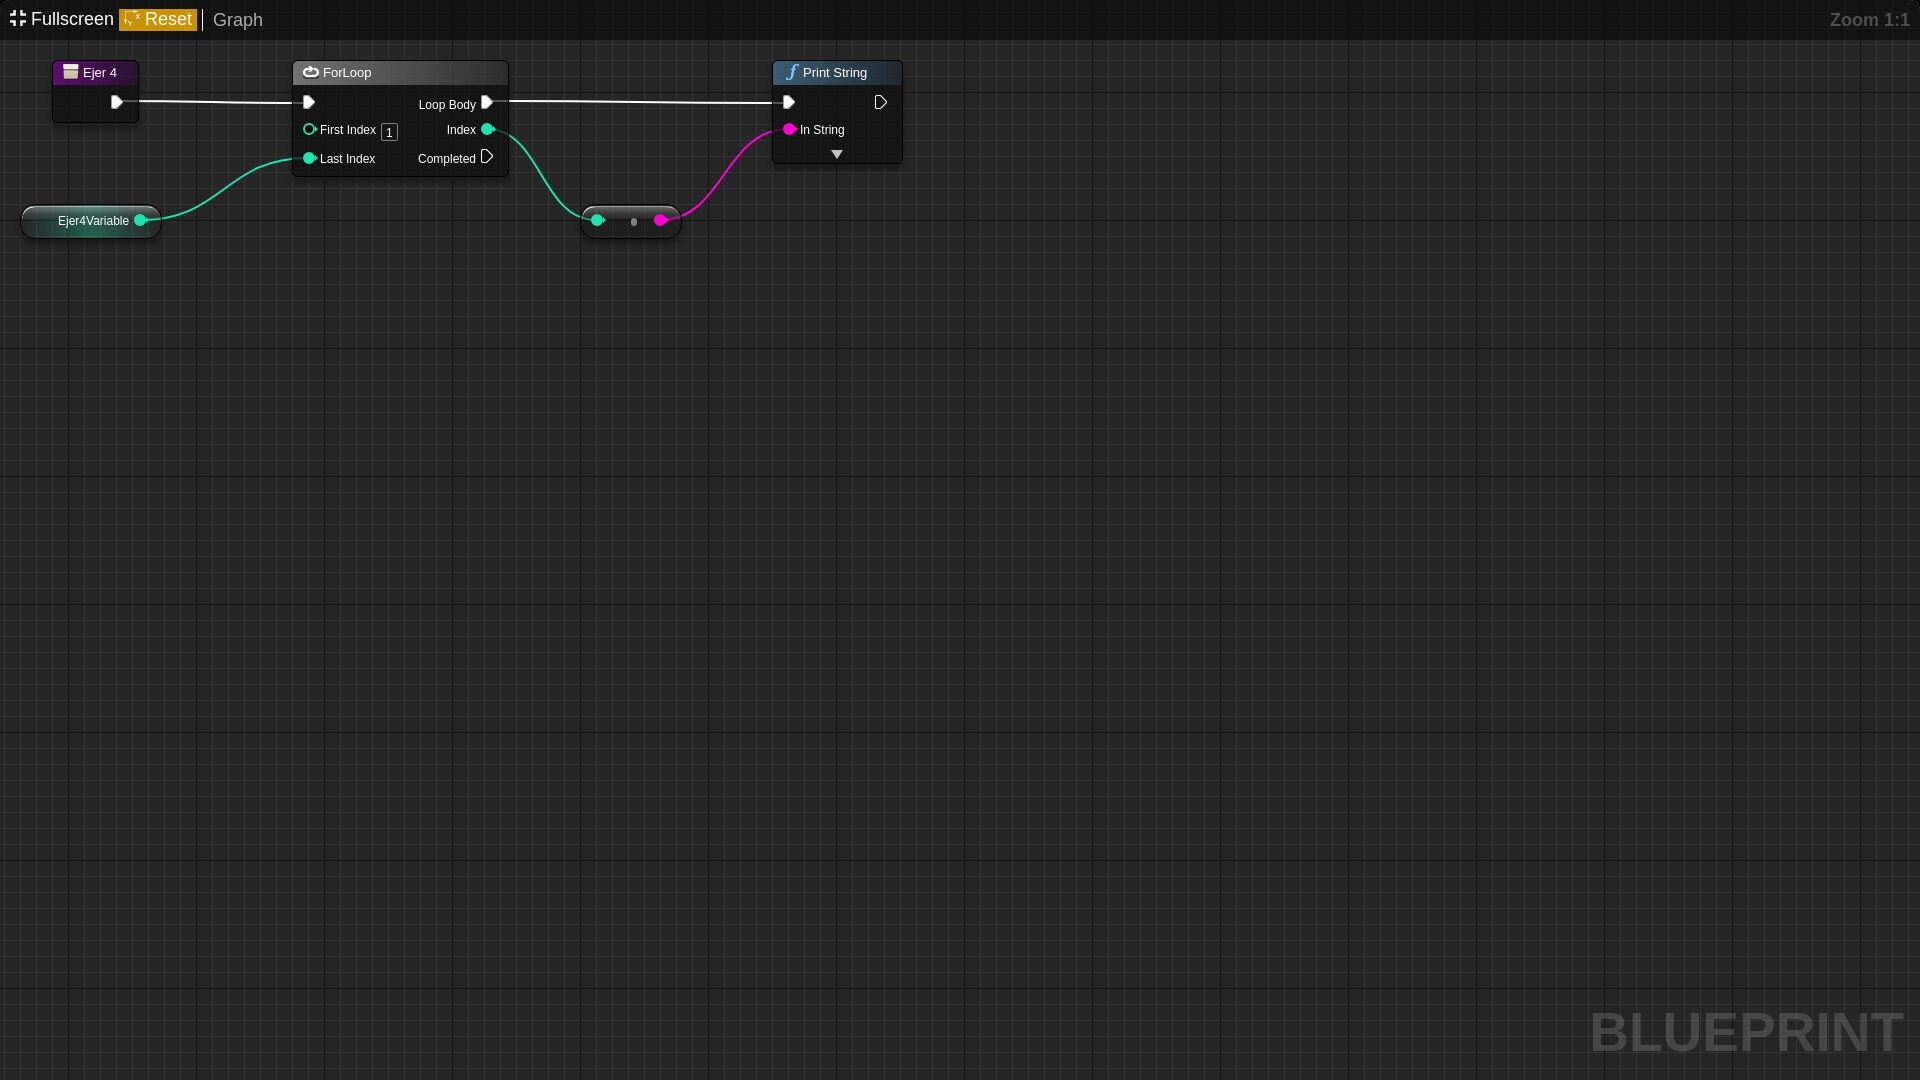 Fullscreen Reset Graph Zoom 1:1
Ejer 4
ForLoop
Print String
Loop Body
First Index 1 Index
Last Index Completed
In String
Ejer4Variable
BLUEPRINT